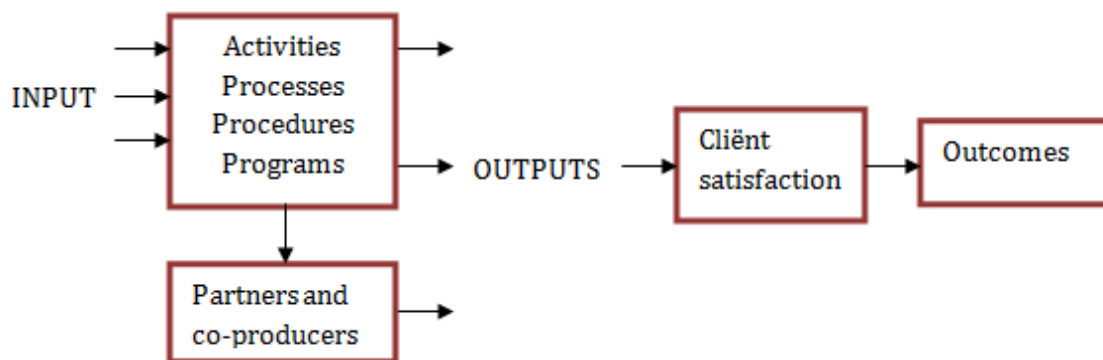 INPUT
Activities
Processes
Procedures
Programs
OUTPUTS
Cliënt
satisfaction
Outcomes
Partners and
co-producers